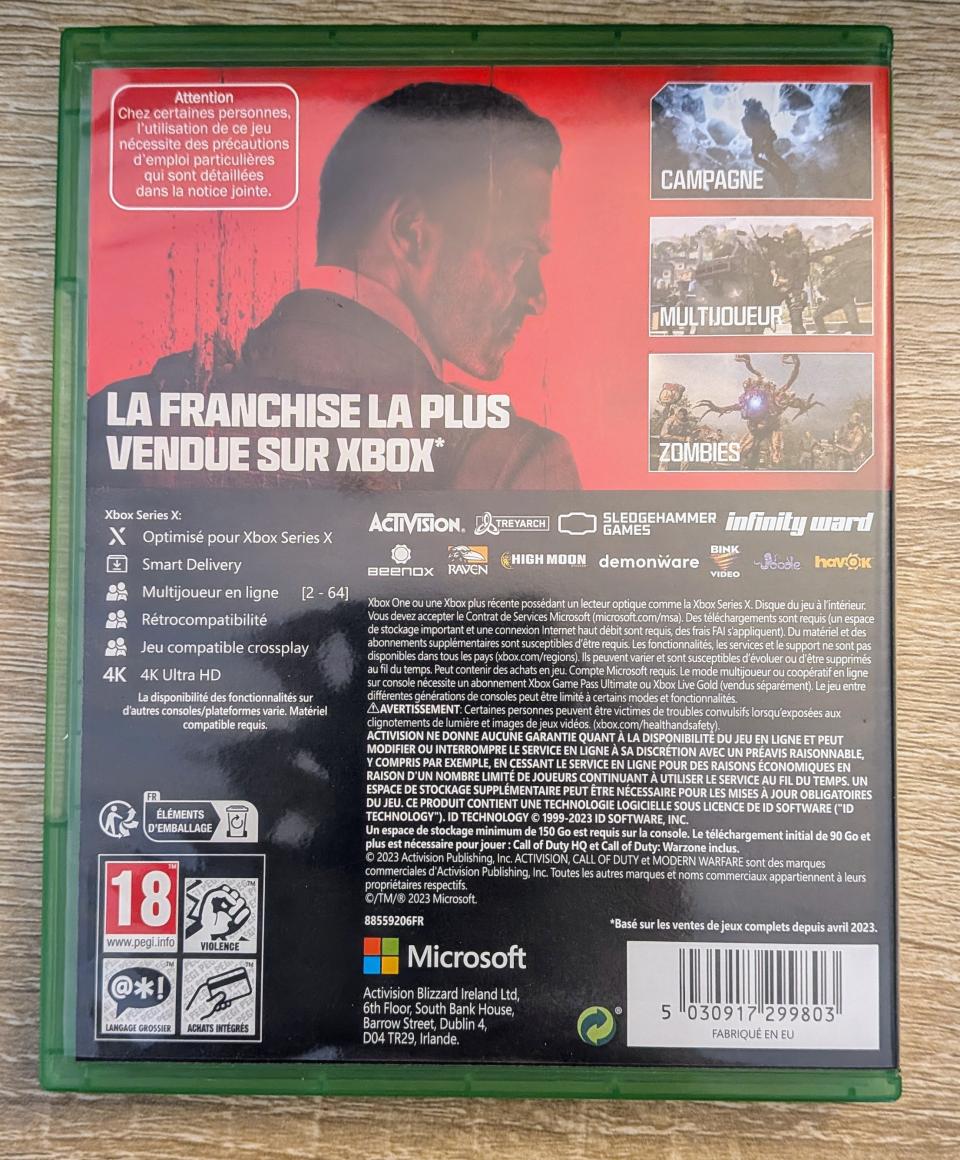 Attention
Chez certaines personnes,
l'utilisation de ce jeu
nécessite des précautions
d'emploi particulières
qui sont détaillées
dans la notice jointe.
CAMPAGNE
MULTIJOUEUR
ZOMBIES
LA FRANCHISE LA PLUS
VENDUE SUR XBOX*
Xbox Series X:
X Optimisé pour Xbox Series X
Smart Delivery
Multijoueur en ligne [2 - 64]
Rétrocompatibilité
Jeu compatible crossplay
4K 4K Ultra HD
La disponibilité des fonctionnalités sur
d'autres consoles/plateformes varie. Matériel
compatible requis.
ACTIVISION. TREYARCH SLEDGEHAMMER GAMES infinity ward
BEENOX RAVEN HIGH MOON demonware BINK VIDEO Oodle havok
Xbox One ou une Xbox plus récente possédant un lecteur optique comme la Xbox Series X. Disque du jeu à l'intérieur.
Vous devez accepter le Contrat de Services Microsoft (microsoft.com/msa). Des téléchargements sont requis (un espace
de stockage important et une connexion Internet haut débit sont requis, des frais FAI s'appliquent). Du matériel et des
abonnements supplémentaires sont susceptibles d'être requis. Les fonctionnalités, les services et le support ne sont pas
disponibles dans tous les pays (xbox.com/regions). Ils peuvent varier et sont susceptibles d'évoluer ou d'être supprimés
au fil du temps. Peut contenir des achats en jeu. Compte Microsoft requis. Le mode multijoueur ou coopératif en ligne
sur console nécessite un abonnement Xbox Game Pass Ultimate ou Xbox Live Gold (vendus séparément). Le jeu entre
différentes générations de consoles peut être limité à certains modes et fonctionnalités.
⚠AVERTISSEMENT: Certaines personnes peuvent être victimes de troubles convulsifs lorsqu'exposées aux
clignotements de lumière et images de jeux vidéos. (xbox.com/healthandsafety).
ACTIVISION NE DONNE AUCUNE GARANTIE QUANT À LA DISPONIBILITÉ DU JEU EN LIGNE ET PEUT
MODIFIER OU INTERROMPRE LE SERVICE EN LIGNE À SA DISCRÉTION AVEC UN PRÉAVIS RAISONNABLE,
Y COMPRIS PAR EXEMPLE, EN CESSANT LE SERVICE EN LIGNE POUR DES RAISONS ÉCONOMIQUES EN
RAISON D'UN NOMBRE LIMITÉ DE JOUEURS CONTINUANT À UTILISER LE SERVICE AU FIL DU TEMPS. UN
ESPACE DE STOCKAGE SUPPLÉMENTAIRE PEUT ÊTRE NÉCESSAIRE POUR LES MISES À JOUR OBLIGATOIRES
DU JEU. CE PRODUIT CONTIENT UNE TECHNOLOGIE LOGICIELLE SOUS LICENCE DE ID SOFTWARE ("ID
TECHNOLOGY"). ID TECHNOLOGY © 1999-2023 ID SOFTWARE, INC.
Un espace de stockage minimum de 150 Go est requis sur la console. Le téléchargement initial de 90 Go et
plus est nécessaire pour jouer : Call of Duty HQ et Call of Duty: Warzone inclus.
© 2023 Activision Publishing, Inc. ACTIVISION, CALL OF DUTY et MODERN WARFARE sont des marques
commerciales d'Activision Publishing, Inc. Toutes les autres marques et noms commerciaux appartiennent à leurs
propriétaires respectifs.
©/TM/® 2023 Microsoft.
FR
ÉLÉMENTS
D'EMBALLAGE
18
www.pegi.info
VIOLENCE
@*!
LANGAGE GROSSIER
ACHATS INTÉGRÉS
88559206FR
*Basé sur les ventes de jeux complets depuis avril 2023.
Microsoft
Activision Blizzard Ireland Ltd,
6th Floor, South Bank House,
Barrow Street, Dublin 4,
D04 TR29, Irlande.
5 030917 299803
FABRIQUÉ EN EU